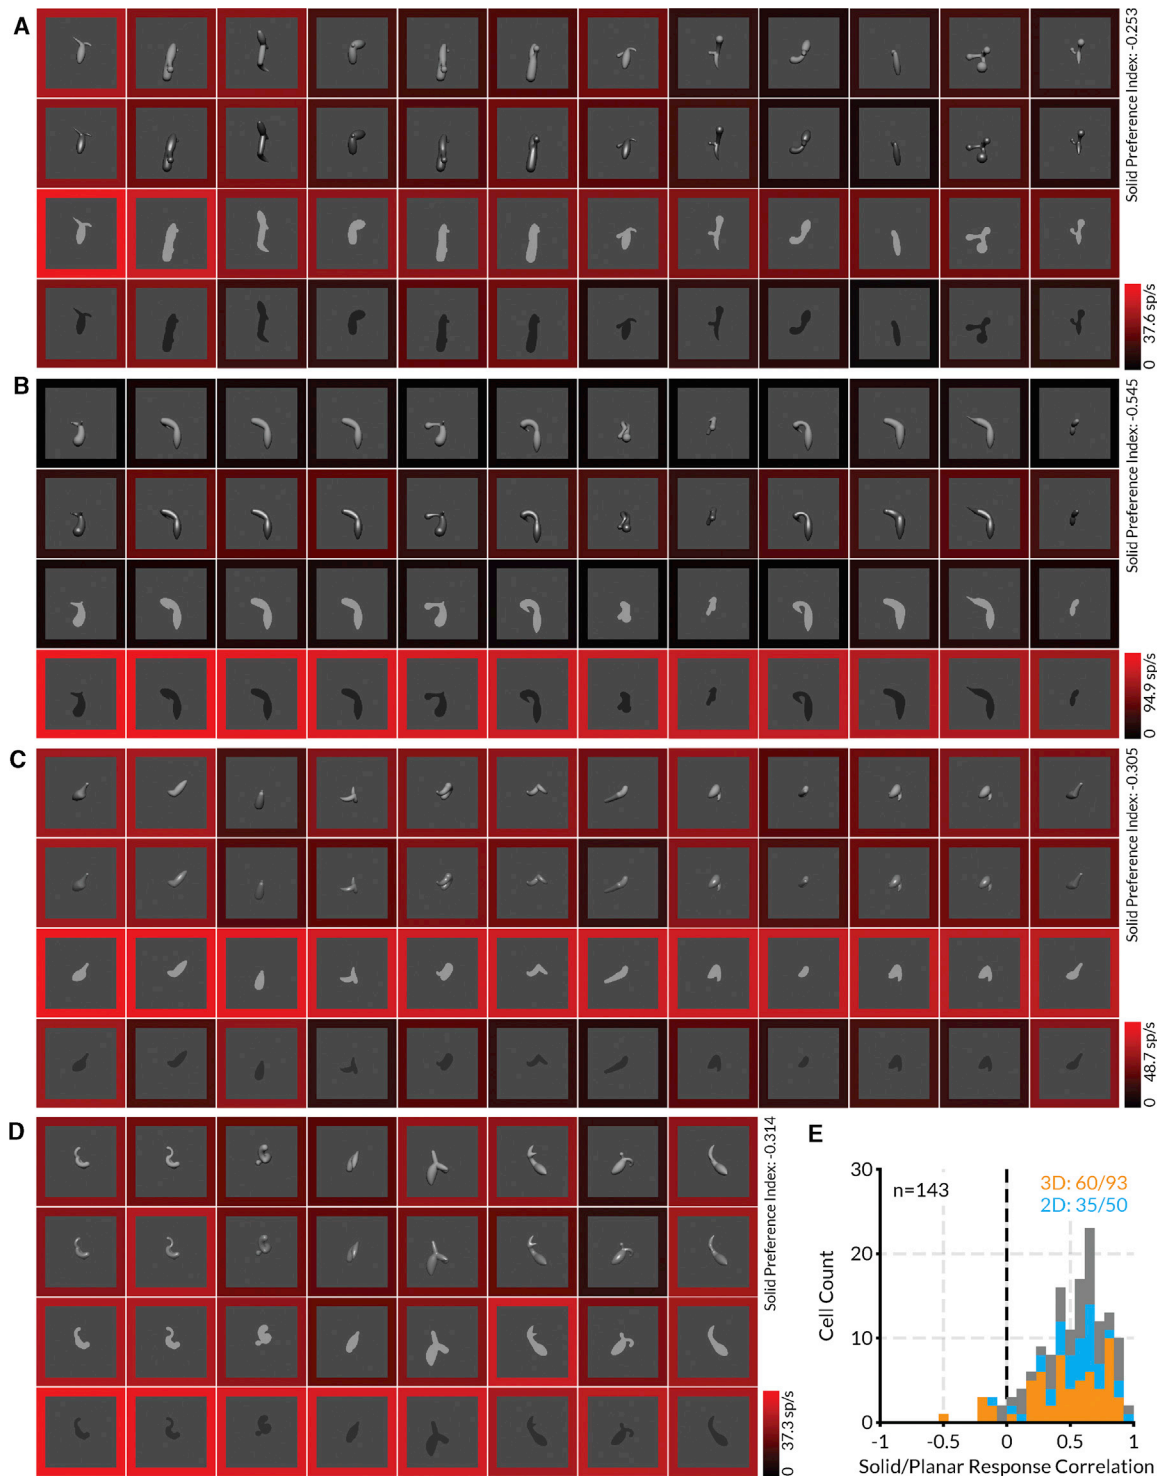 A
Solid Preference Index: -0.253
0 37.6 sp/s
B
Solid Preference Index: -0.545
0 94.9 sp/s
C
Solid Preference Index: -0.305
0 48.7 sp/s
D
Solid Preference Index: -0.314
0 37.3 sp/s
E
n=143
3D: 60/93
2D: 35/50
30
20
10
0
Cell Count
-1 -0.5 0 0.5 1
Solid/Planar Response Correlation